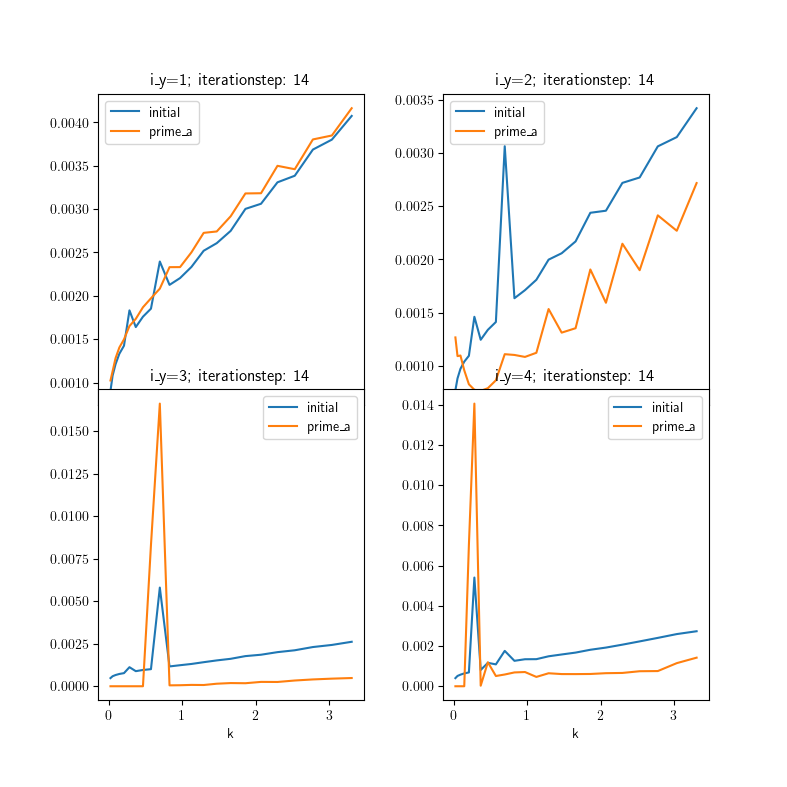 i_y=1; iterationstep: 14
initial
prime_a
0.0040
0.0035
0.0030
0.0025
0.0020
0.0015
0.0010
i_y=2; iterationstep: 14
initial
prime_a
0.0035
0.0030
0.0025
0.0020
0.0015
0.0010
i_y=3; iterationstep: 14
initial
prime_a
0.0150
0.0125
0.0100
0.0075
0.0050
0.0025
0.0000
0 1 2 3
k
i_y=4; iterationstep: 14
initial
prime_a
0.014
0.012
0.010
0.008
0.006
0.004
0.002
0.000
0 1 2 3
k